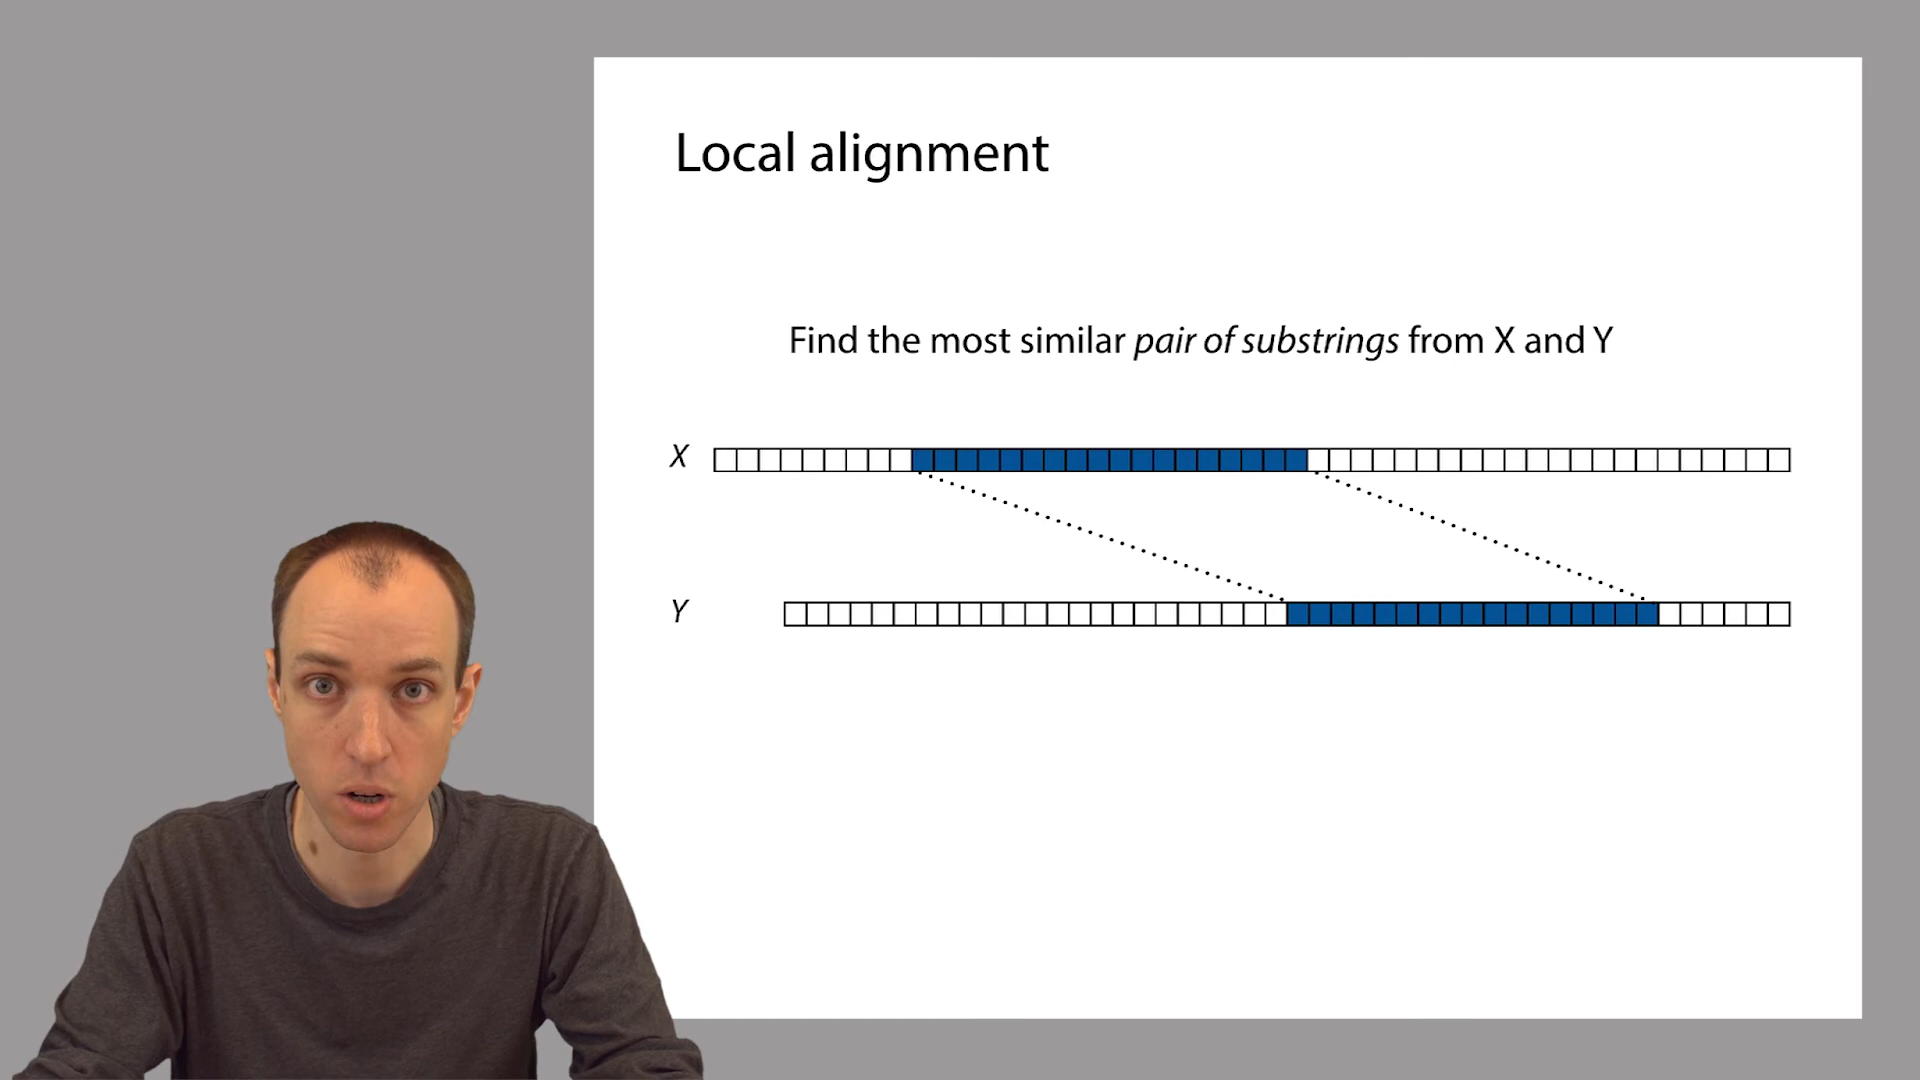 Local alignment
Find the most similar pair of substrings from X and Y
X
Y